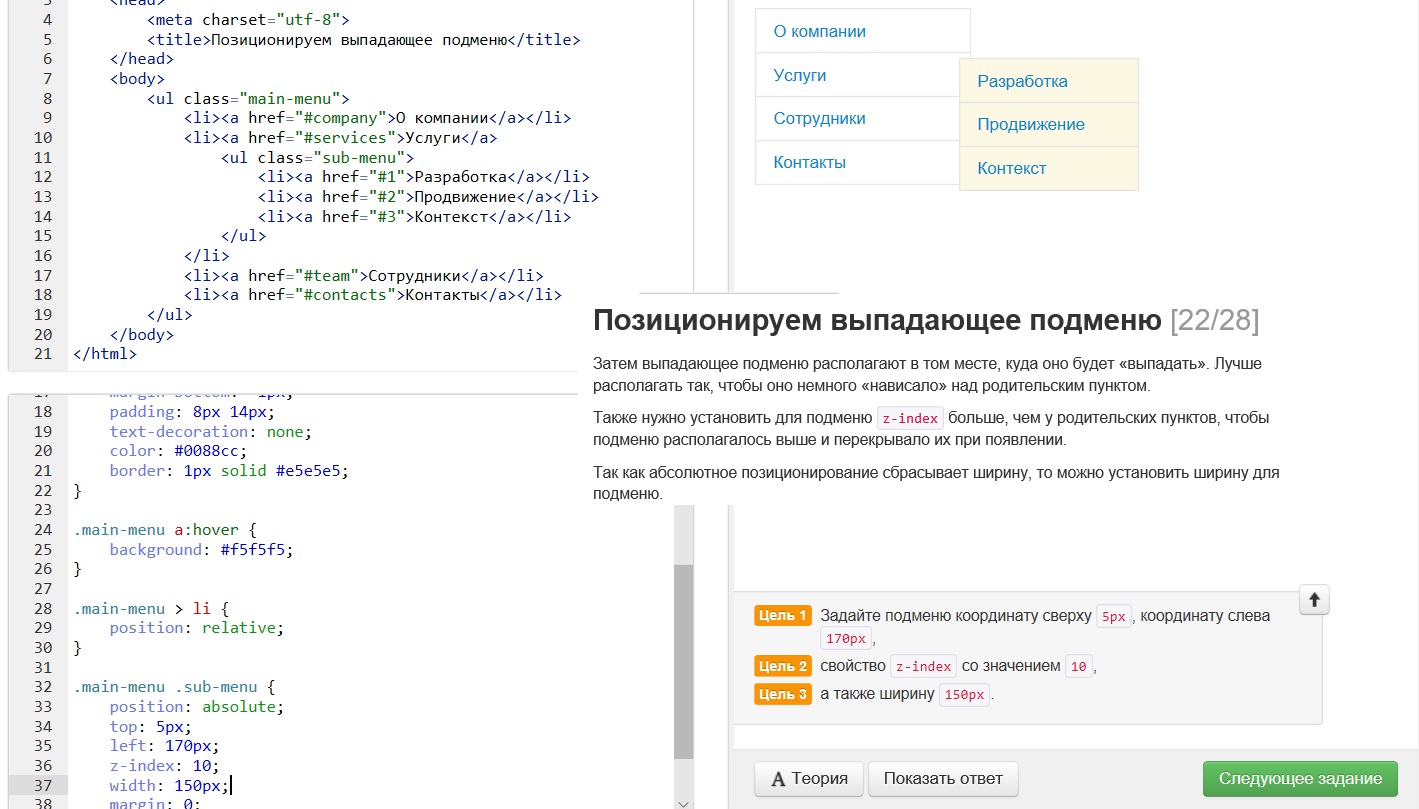 3 <head>
4 <meta charset="utf-8">
5 <title>Позиционируем выпадающее подменю</title>
6 </head>
7 <body>
8 <ul class="main-menu">
9 <li><a href="#company">О компании</a></li>
10 <li><a href="#services">Услуги</a>
11 <ul class="sub-menu">
12 <li><a href="#1">Разработка</a></li>
13 <li><a href="#2">Продвижение</a></li>
14 <li><a href="#3">Контекст</a></li>
15 </ul>
16 </li>
17 <li><a href="#team">Сотрудники</a></li>
18 <li><a href="#contacts">Контакты</a></li>
19 </ul>
20 </body>
21 </html>
17 margin-bottom: -1px;
18 padding: 8px 14px;
19 text-decoration: none;
20 color: #0088cc;
21 border: 1px solid #e5e5e5;
22 }
23
24 .main-menu a:hover {
25 background: #f5f5f5;
26 }
27
28 .main-menu > li {
29 position: relative;
30 }
31
32 .main-menu .sub-menu {
33 position: absolute;
34 top: 5px;
35 left: 170px;
36 z-index: 10;
37 width: 150px;
38 margin: 0;
О компании
Услуги
Сотрудники
Контакты
Разработка
Продвижение
Контекст
Позиционируем выпадающее подменю [22/28]
Затем выпадающее подменю располагают в том месте, куда оно будет «выпадать». Лучше
располагать так, чтобы оно немного «нависало» над родительским пунктом.
Также нужно установить для подменю z-index больше, чем у родительских пунктов, чтобы
подменю располагалось выше и перекрывало их при появлении.
Так как абсолютное позиционирование сбрасывает ширину, то можно установить ширину для
подменю.
Цель 1 Задайте подменю координату сверху 5px, координату слева
170px,
Цель 2 свойство z-index со значением 10,
Цель 3 а также ширину 150px.
A Теория
Показать ответ
Следующее задание